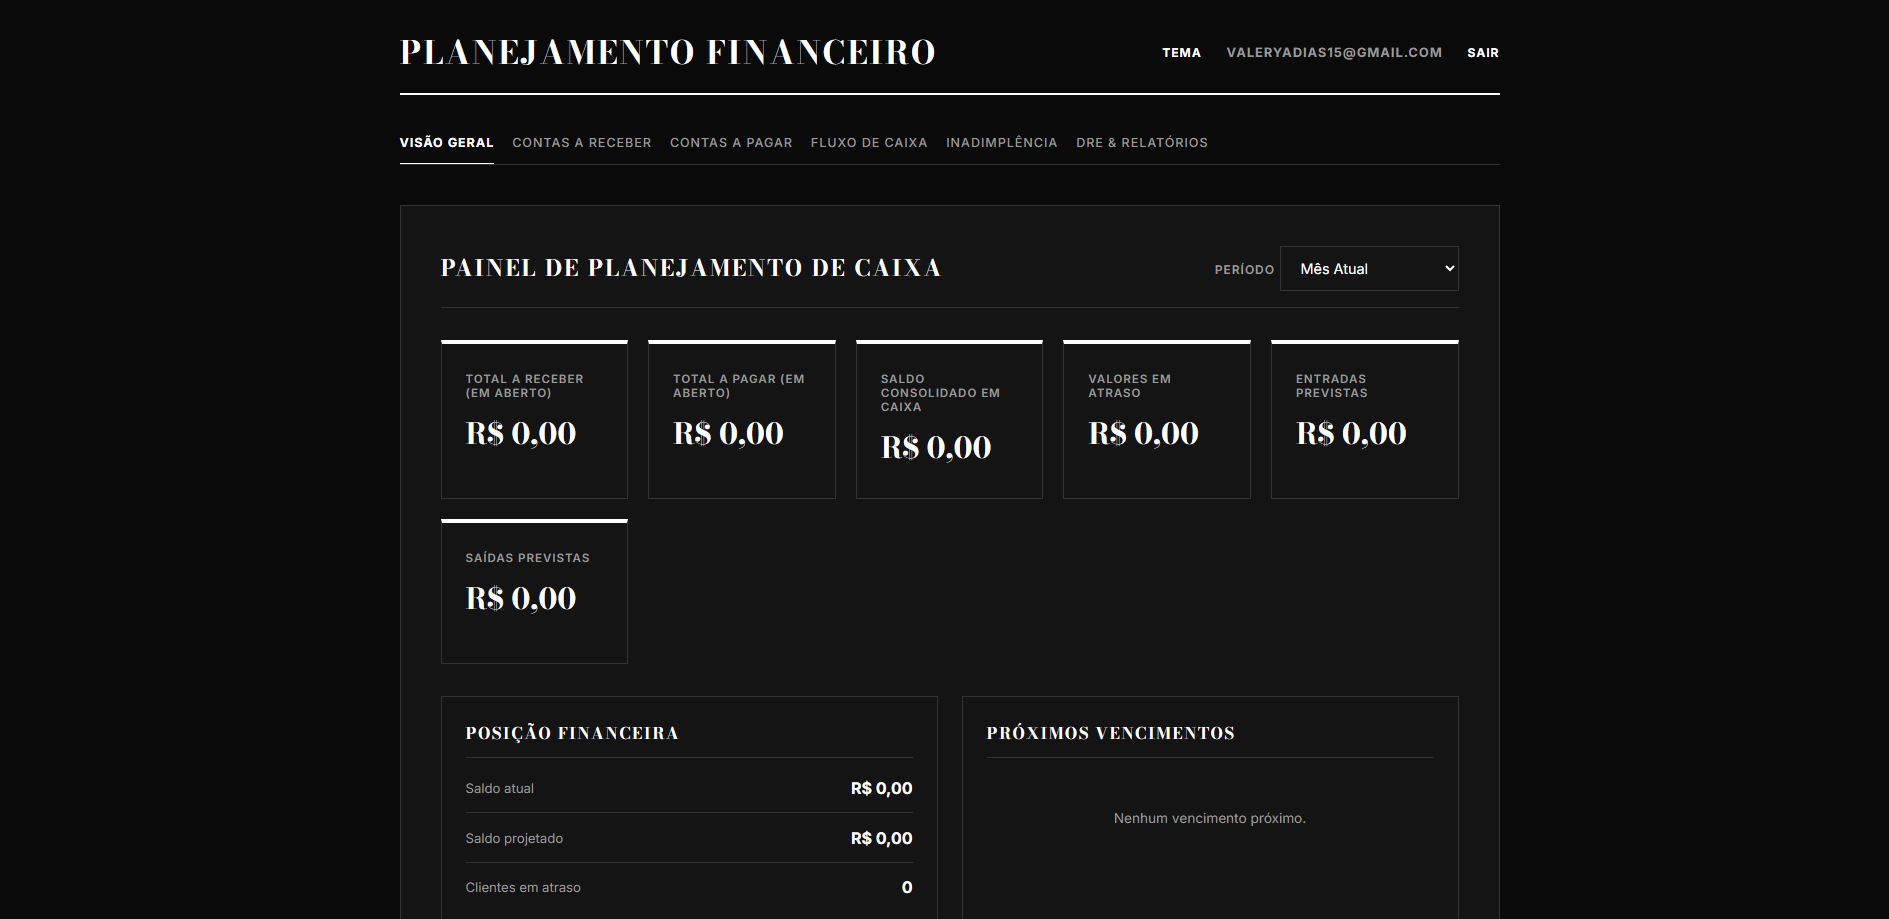 PLANEJAMENTO FINANCEIRO
TEMA
VALERYADIAS15@GMAIL.COM
SAIR
VISÃO GERAL
CONTAS A RECEBER
CONTAS A PAGAR
FLUXO DE CAIXA
INADIMPLÊNCIA
DRE & RELATÓRIOS
PAINEL DE PLANEJAMENTO DE CAIXA
PERÍODO
Mês Atual
TOTAL A RECEBER
(EM ABERTO)
R$ 0,00
TOTAL A PAGAR (EM
ABERTO)
R$ 0,00
SALDO
CONSOLIDADO EM
CAIXA
R$ 0,00
VALORES EM
ATRASO
R$ 0,00
ENTRADAS
PREVISTAS
R$ 0,00
SAÍDAS PREVISTAS
R$ 0,00
POSIÇÃO FINANCEIRA
Saldo atual
R$ 0,00
Saldo projetado
R$ 0,00
Clientes em atraso
0
PRÓXIMOS VENCIMENTOS
Nenhum vencimento próximo.